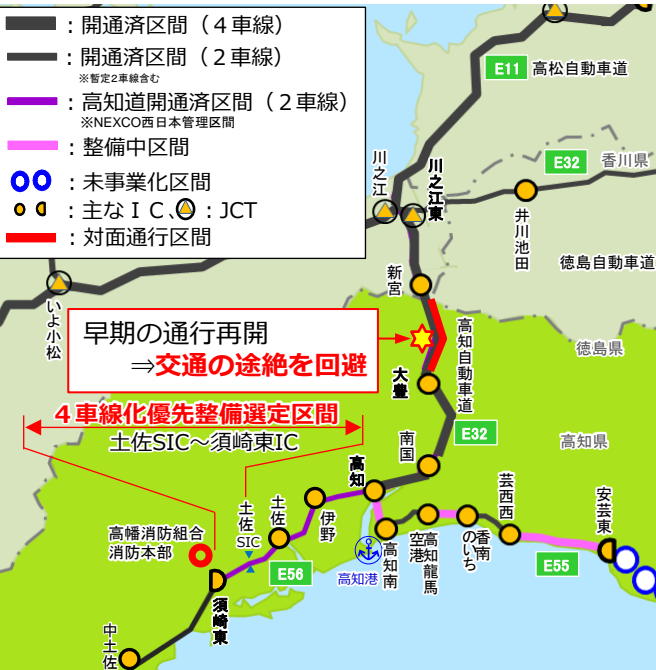 ：開通済区間（４車線）
：開通済区間（２車線）
※暫定2車線含む
：高知道開通済区間（２車線）
※NEXCO西日本管理区間
：整備中区間
：未事業化区間
：主なＩＣ、：JCT
：対面通行区間
E11
高松自動車道
E32
香川県
川之江
川之江東
井川池田
徳島自動車道
新宮
いよ小松
早期の通行再開
⇒交通の途絶を回避
高知自動車道
徳島県
大豊
４車線化優先整備選定区間
土佐SIC～須崎東IC
E32
高知県
南国
高知
伊野
土佐
土佐
SIC
高幡消防組合
消防本部
E56
須崎東
中土佐
高知港
高知南
高知龍馬
空港
香南
のいち
芸西西
安芸東
E55